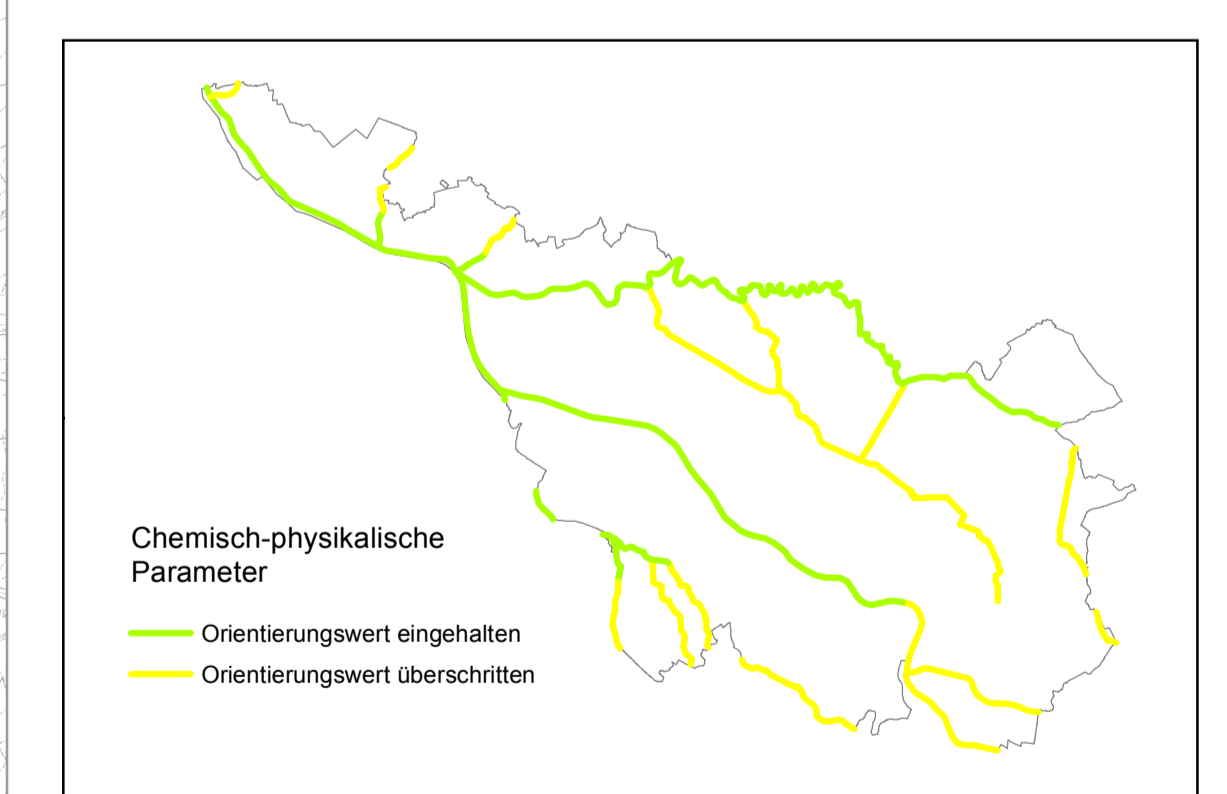 Chemisch-physikalische
Parameter
Orientierungswert eingehalten
Orientierungswert überschritten